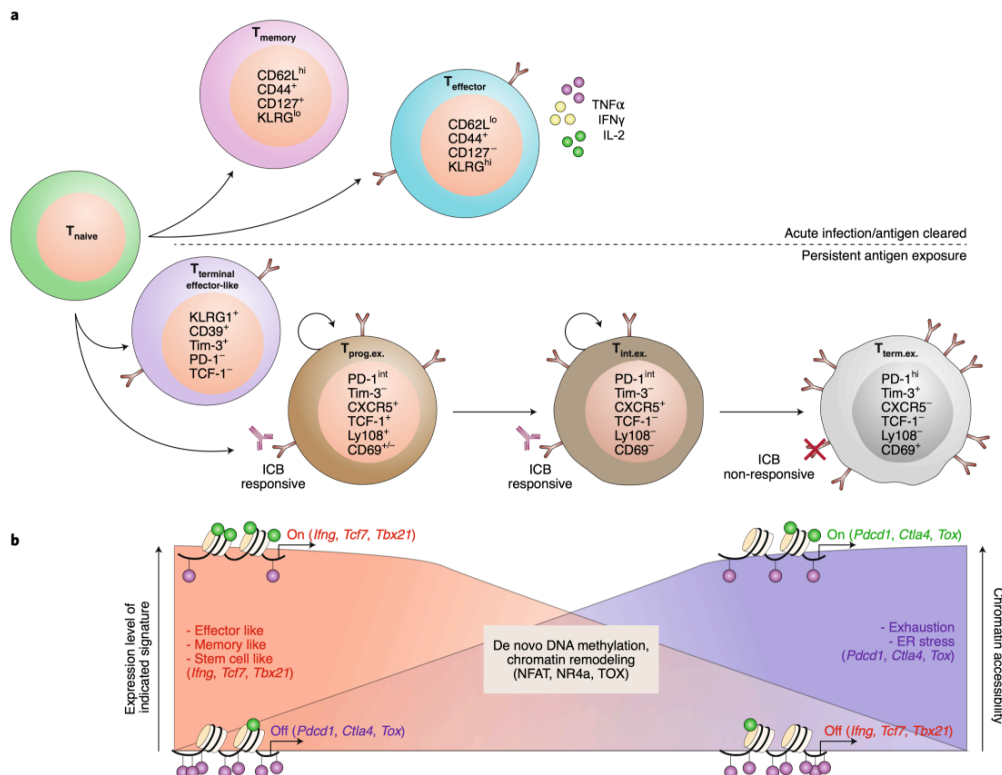 a
T memory
CD62L hi
CD44+
CD127+
KLRG lo
T effector
CD62L lo
CD44+
CD127−
KLRG hi
TNFα
IFNγ
IL-2
T naive
Acute infection/antigen cleared
Persistent antigen exposure
T terminal
effector-like
KLRG1+
CD39+
Tim-3+
PD-1−
TCF-1−
T prog.ex.
PD-1 int
Tim-3−
CXCR5+
TCF-1+
Ly108+
CD69+/−
ICB
responsive
T int.ex.
PD-1 int
Tim-3−
CXCR5+
TCF-1−
Ly108−
CD69−
ICB
responsive
T term.ex.
PD-1 hi
Tim-3+
CXCR5−
TCF-1−
Ly108−
CD69+
ICB
non-responsive
b
On (Ifng, Tcf7, Tbx21)
On (Pdcd1, Ctla4, Tox)
Expression level of
indicated signature
- Effector like
- Memory like
- Stem cell like
(Ifng, Tcf7, Tbx21)
De novo DNA methylation,
chromatin remodeling
(NFAT, NR4a, TOX)
- Exhaustion
- ER stress
(Pdcd1, Ctla4, Tox)
Chromatin accessibility
Off (Pdcd1, Ctla4, Tox)
Off (Ifng, Tcf7, Tbx21)